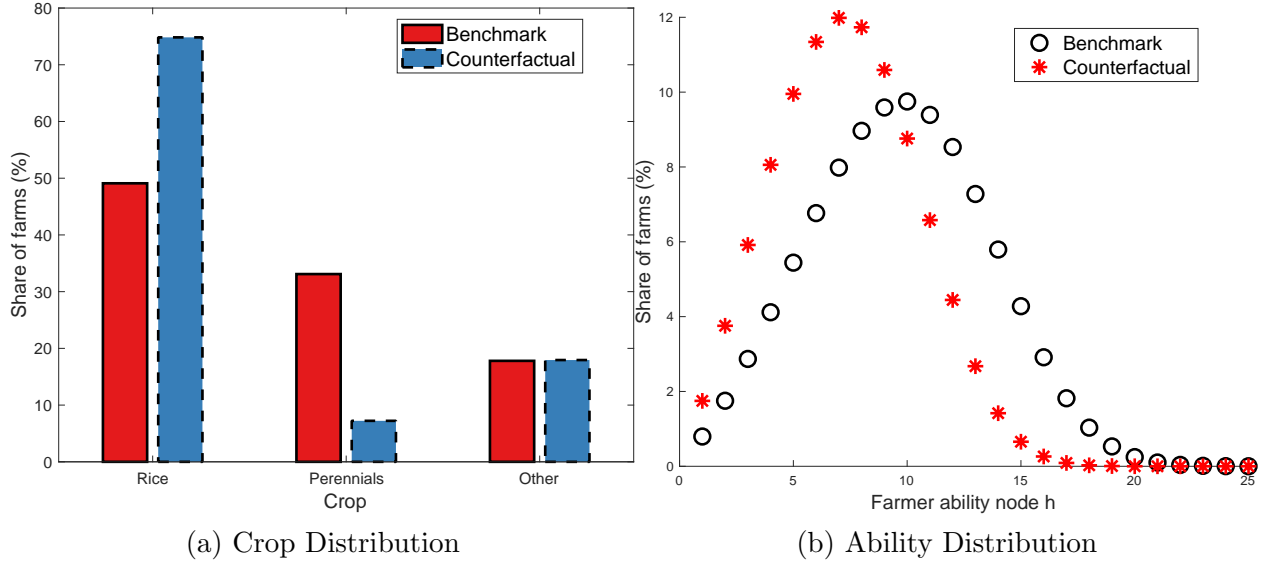 80
70
60
50
40
30
20
10
0
Share of farms (%)
Benchmark
Counterfactual
Rice
Perennials
Other
Crop
(a) Crop Distribution
12
10
8
6
4
2
0
Share of farms (%)
Benchmark
Counterfactual
0
5
10
15
20
25
Farmer ability node h
(b) Ability Distribution